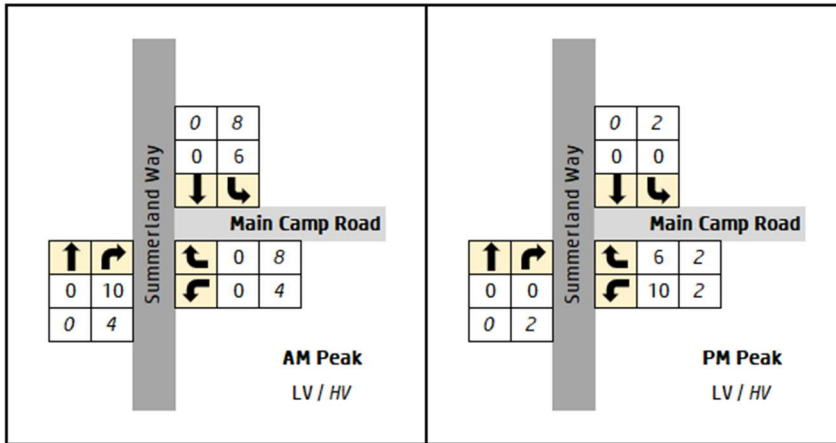 0 8
0 6
Summerland Way
Main Camp Road
0 8
0 10
0 4
0 4
AM Peak
LV / HV
0 2
0 0
Summerland Way
Main Camp Road
6 2
0 0
10 2
0 2
PM Peak
LV / HV